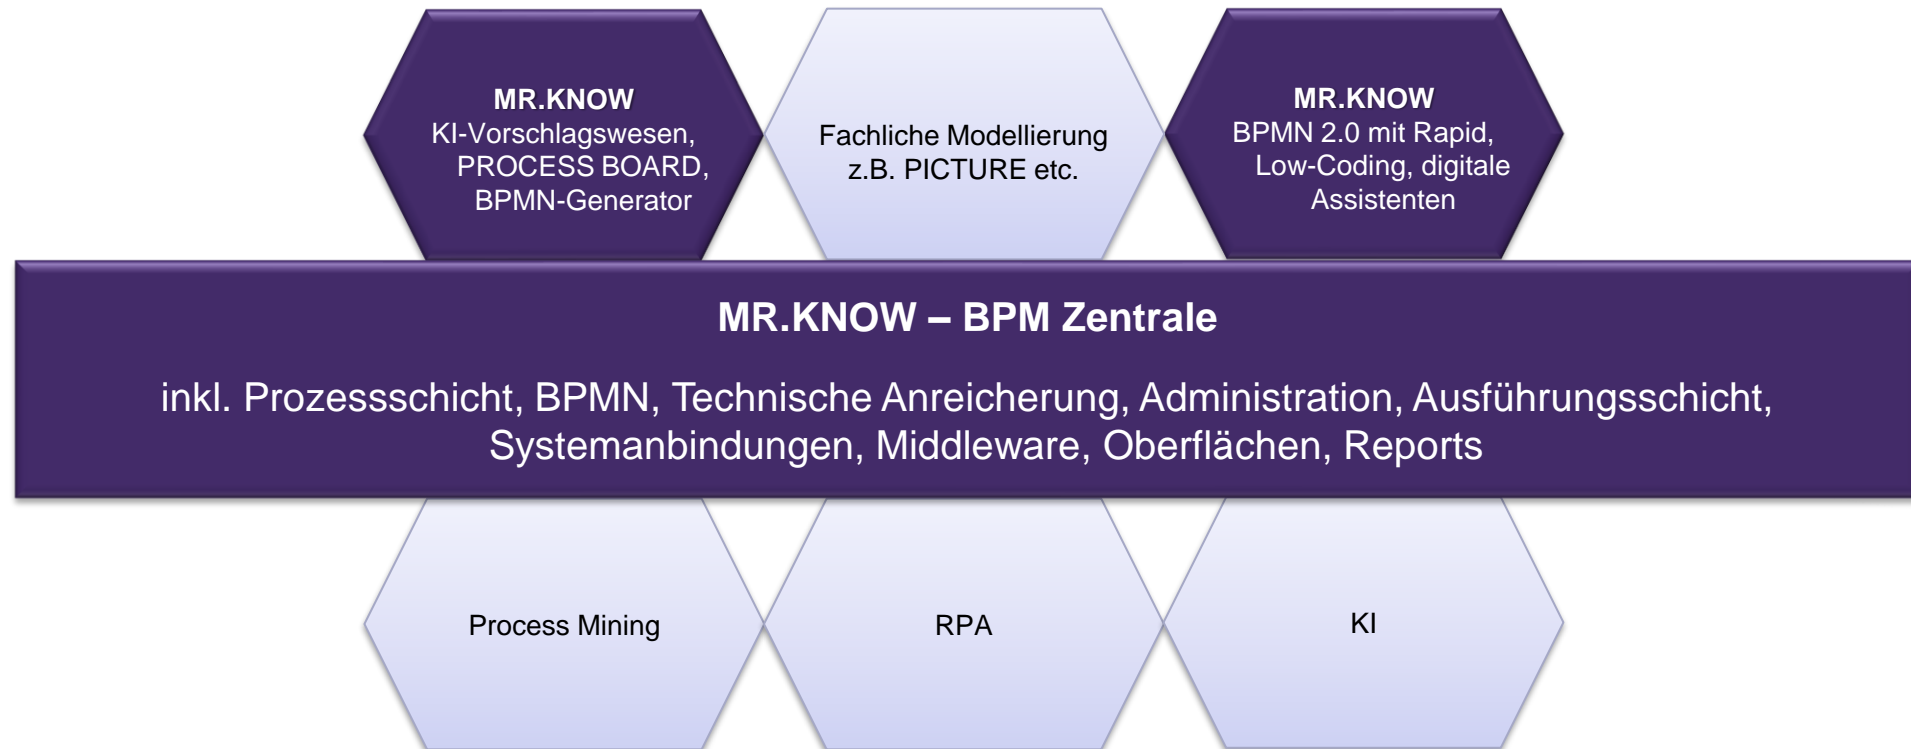 MR.KNOW
KI-Vorschlagswesen,
PROCESS BOARD,
BPMN-Generator
Fachliche Modellierung
z.B. PICTURE etc.
MR.KNOW
BPMN 2.0 mit Rapid,
Low-Coding, digitale
Assistenten
MR.KNOW – BPM Zentrale
inkl. Prozessschicht, BPMN, Technische Anreicherung, Administration, Ausführungsschicht,
Systemanbindungen, Middleware, Oberflächen, Reports
Process Mining
RPA
KI